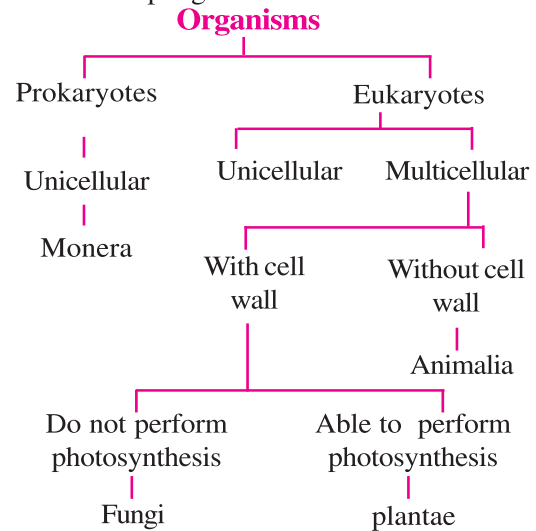 Organisms
Prokaryotes
Eukaryotes
Unicellular
Unicellular
Multicellular
Monera
With cell
wall
Without cell
wall
Animalia
Do not perform
photosynthesis
Able to perform
photosynthesis
Fungi
plantae